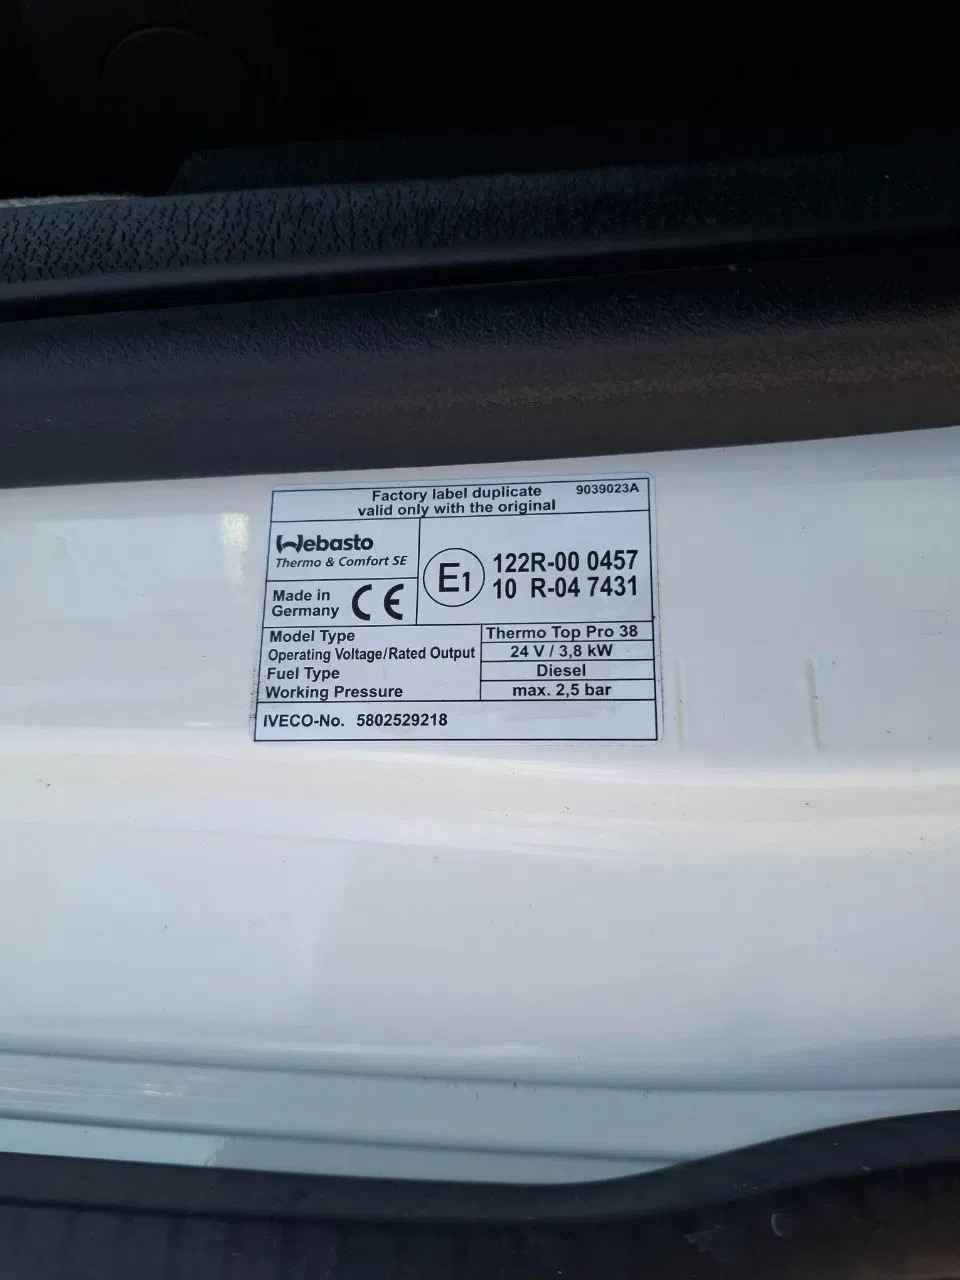 Factory label duplicate
valid only with the original
9039023A
Webasto
Thermo & Comfort SE
Made in
Germany
CE
E1
122R-00 0457
10 R-04 7431
Model Type Thermo Top Pro 38
Operating Voltage/Rated Output 24 V / 3,8 kW
Fuel Type Diesel
Working Pressure max. 2,5 bar
IVECO-No. 5802529218